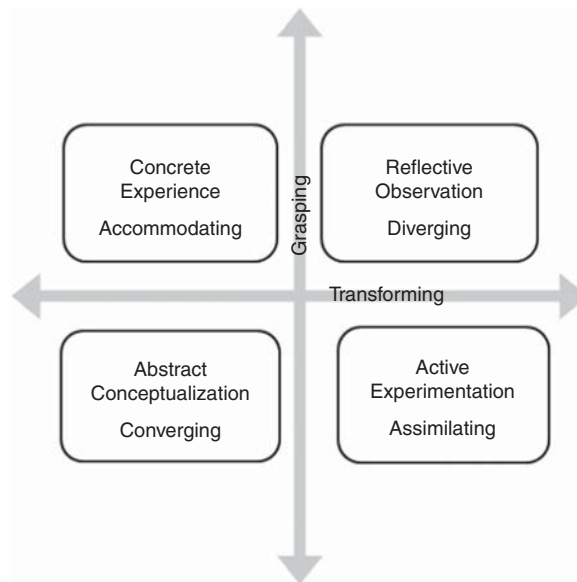 Concrete
Experience
Accommodating
Reflective
Observation
Diverging
Grasping
Transforming
Abstract
Conceptualization
Converging
Active
Experimentation
Assimilating